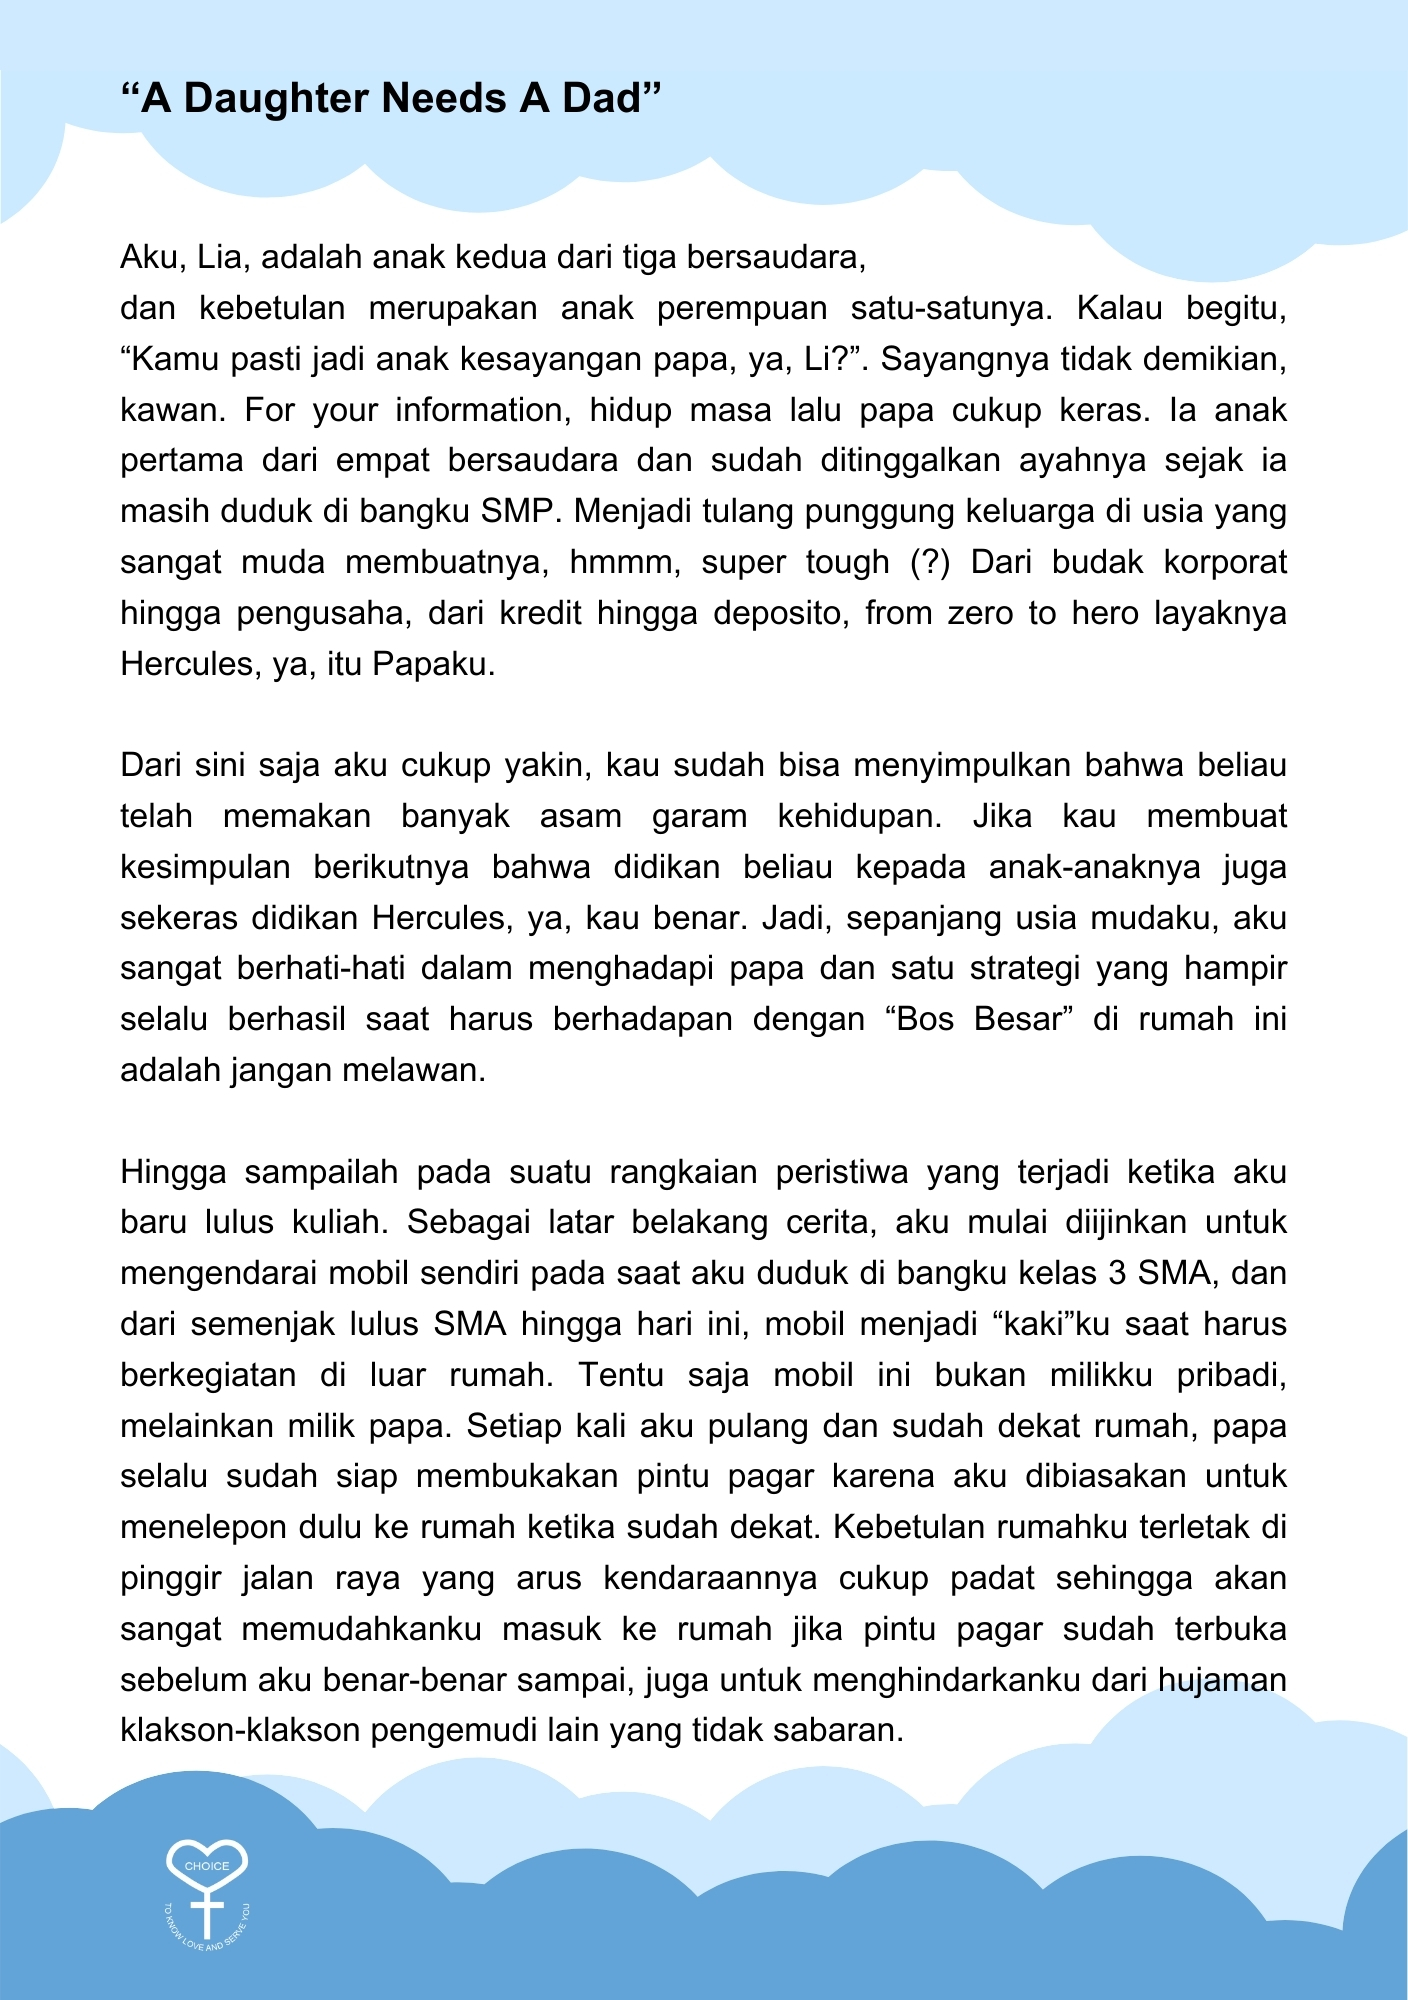 “A Daughter Needs A Dad”
Aku, Lia, adalah anak kedua dari tiga bersaudara,
dan kebetulan merupakan anak perempuan satu-satunya. Kalau begitu,
“Kamu pasti jadi anak kesayangan papa, ya, Li?”. Sayangnya tidak demikian,
kawan. For your information, hidup masa lalu papa cukup keras. Ia anak
pertama dari empat bersaudara dan sudah ditinggalkan ayahnya sejak ia
masih duduk di bangku SMP. Menjadi tulang punggung keluarga di usia yang
sangat muda membuatnya, hmmm, super tough (?) Dari budak korporat
hingga pengusaha, dari kredit hingga deposito, from zero to hero layaknya
Hercules, ya, itu Papaku.
Dari sini saja aku cukup yakin, kau sudah bisa menyimpulkan bahwa beliau
telah memakan banyak asam garam kehidupan. Jika kau membuat
kesimpulan berikutnya bahwa didikan beliau kepada anak-anaknya juga
sekeras didikan Hercules, ya, kau benar. Jadi, sepanjang usia mudaku, aku
sangat berhati-hati dalam menghadapi papa dan satu strategi yang hampir
selalu berhasil saat harus berhadapan dengan “Bos Besar” di rumah ini
adalah jangan melawan.
Hingga sampailah pada suatu rangkaian peristiwa yang terjadi ketika aku
baru lulus kuliah. Sebagai latar belakang cerita, aku mulai diijinkan untuk
mengendarai mobil sendiri pada saat aku duduk di bangku kelas 3 SMA, dan
dari semenjak lulus SMA hingga hari ini, mobil menjadi “kaki”ku saat harus
berkegiatan di luar rumah. Tentu saja mobil ini bukan milikku pribadi,
melainkan milik papa. Setiap kali aku pulang dan sudah dekat rumah, papa
selalu sudah siap membukakan pintu pagar karena aku dibiasakan untuk
menelepon dulu ke rumah ketika sudah dekat. Kebetulan rumahku terletak di
pinggir jalan raya yang arus kendaraannya cukup padat sehingga akan
sangat memudahkanku masuk ke rumah jika pintu pagar sudah terbuka
sebelum aku benar-benar sampai, juga untuk menghindarkanku dari hujaman
klakson-klakson pengemudi lain yang tidak sabaran.
CHOICE
TO KNOW LOVE AND SERVE YOU